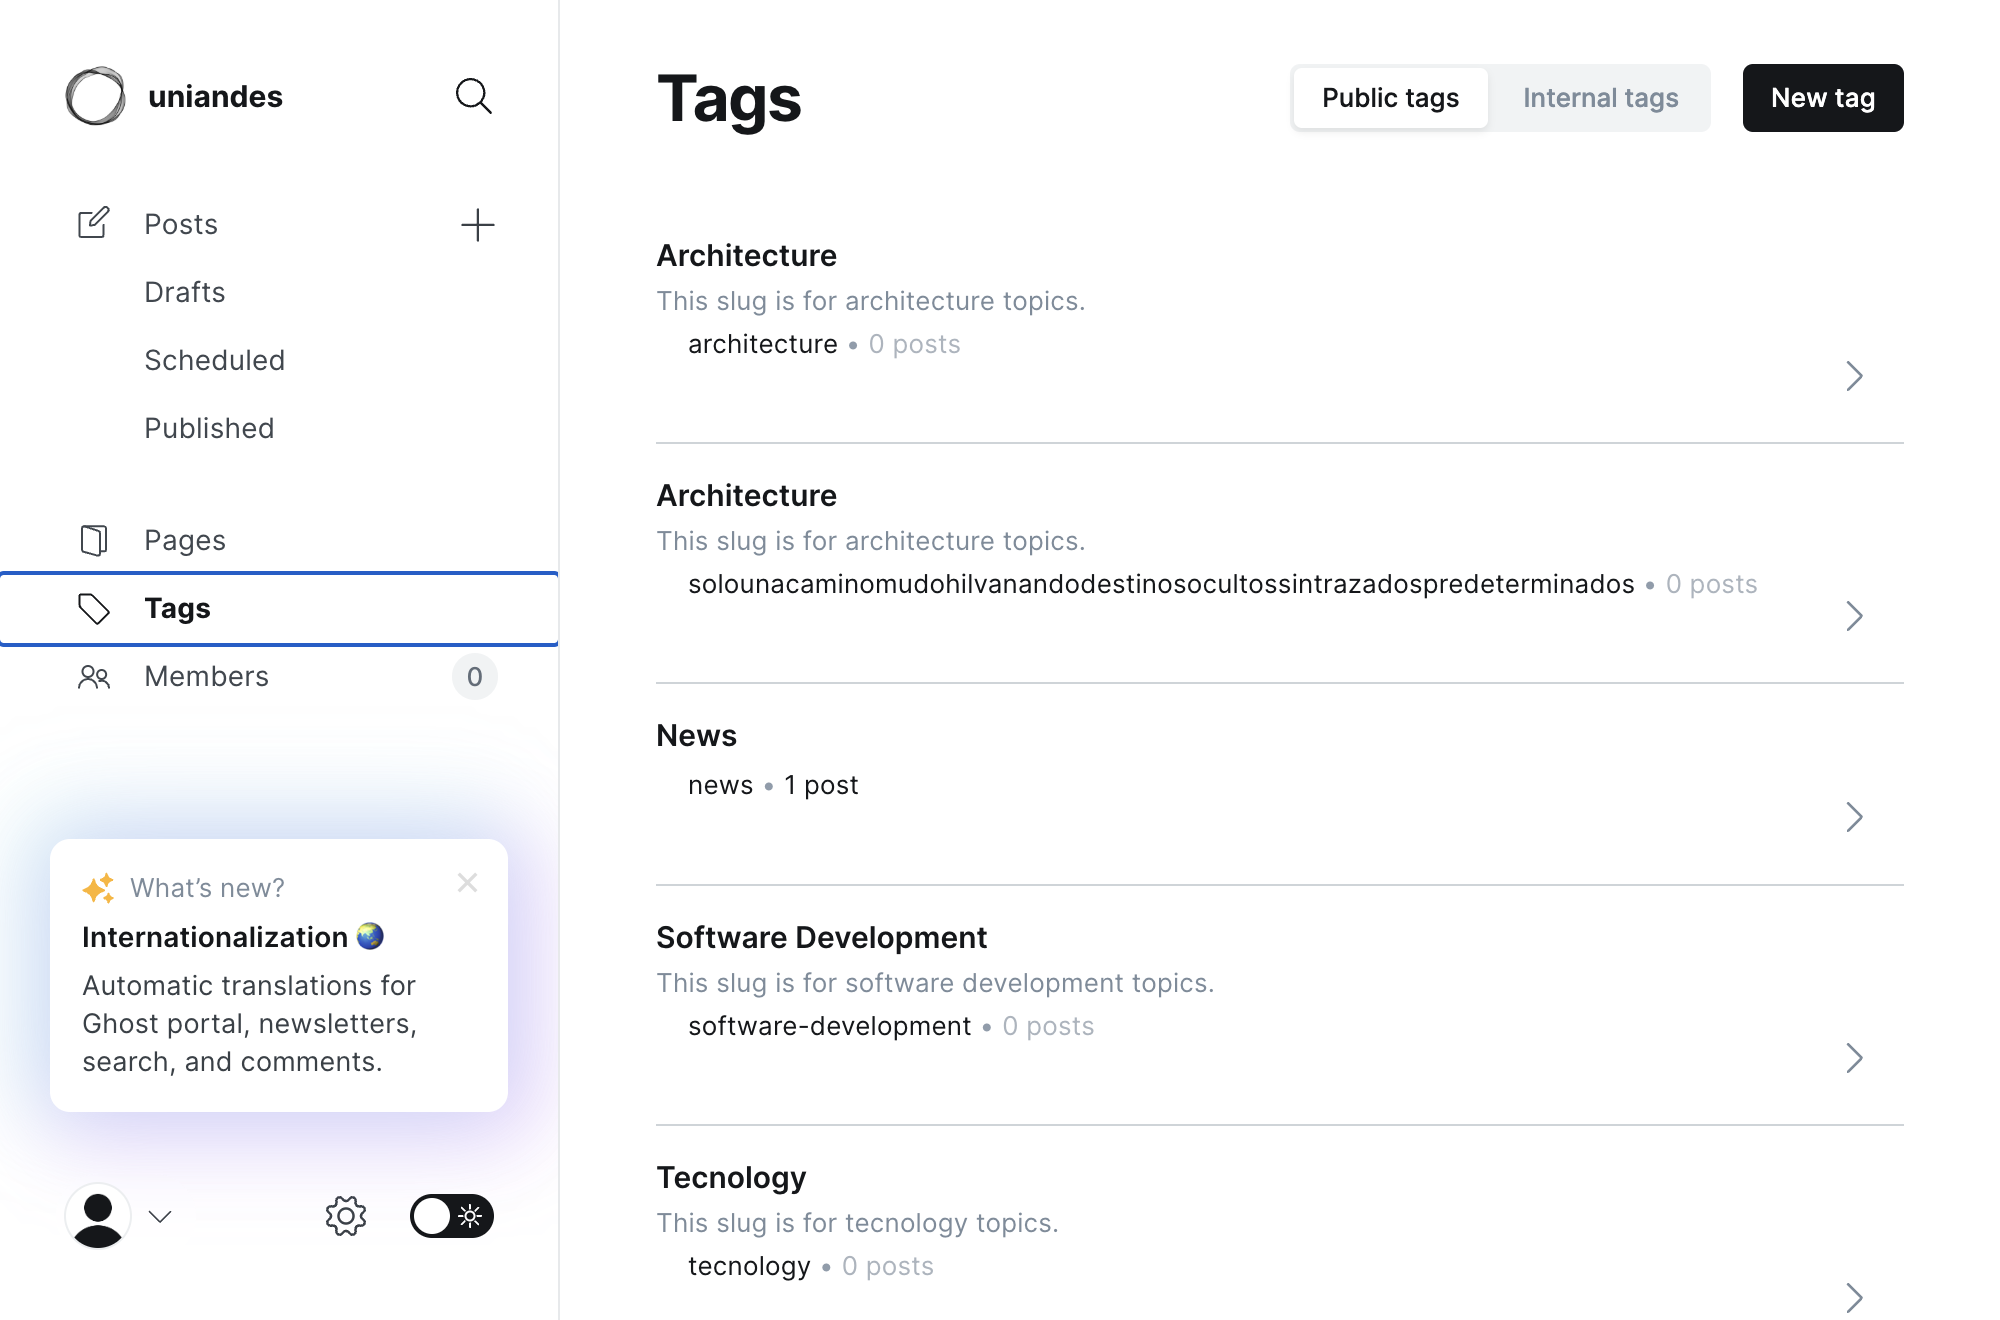 uniandes
Posts
Drafts
Scheduled
Published
Pages
Tags
Members 0
What's new?
Internationalization 🌏
Automatic translations for
Ghost portal, newsletters,
search, and comments.
Tags
Public tags
Internal tags
New tag
Architecture
This slug is for architecture topics.
architecture • 0 posts
Architecture
This slug is for architecture topics.
solounacaminomudohilvanandodestinosocultossintrazadospredeterminados • 0 posts
News
news • 1 post
Software Development
This slug is for software development topics.
software-development • 0 posts
Tecnology
This slug is for tecnology topics.
tecnology • 0 posts